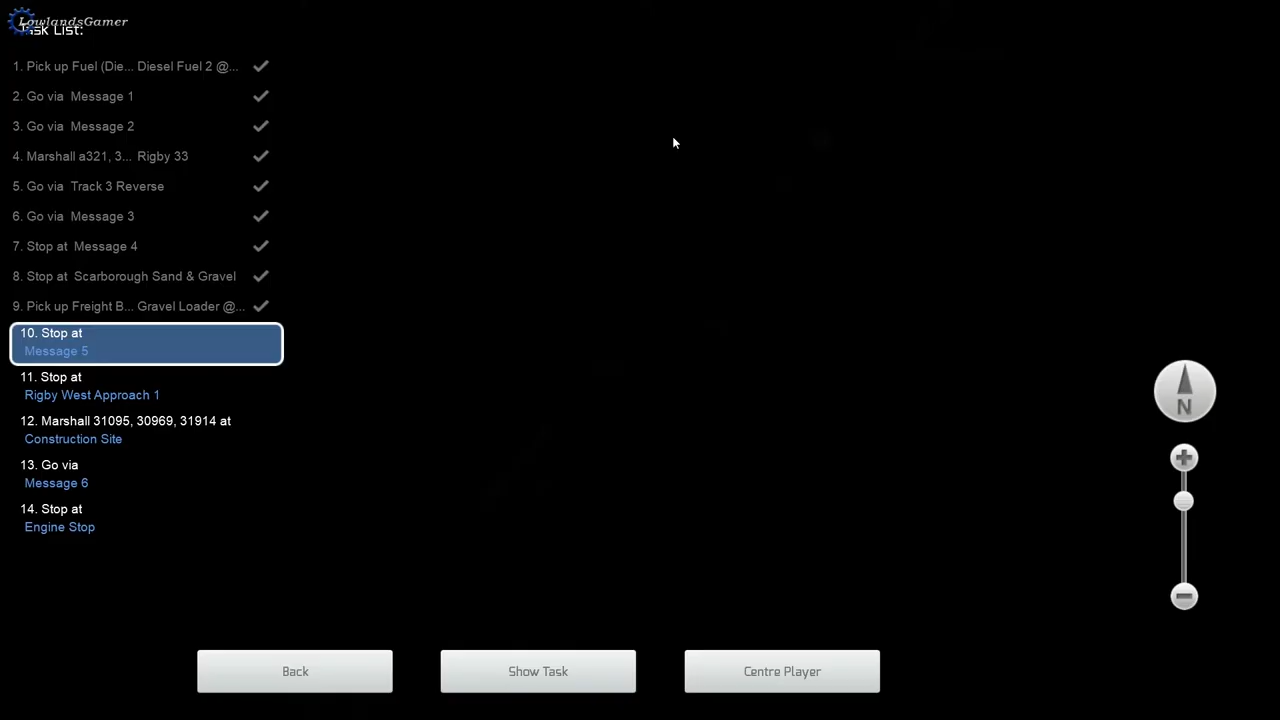 LowlandsGamer
Task List:
1. Pick up Fuel (Die... Diesel Fuel 2 @...
2. Go via Message 1
3. Go via Message 2
4. Marshall a321, 3... Rigby 33
5. Go via Track 3 Reverse
6. Go via Message 3
7. Stop at Message 4
8. Stop at Scarborough Sand & Gravel
9. Pick up Freight B... Gravel Loader @...
10. Stop at
Message 5
11. Stop at
Rigby West Approach 1
12. Marshall 31095, 30969, 31914 at
Construction Site
13. Go via
Message 6
14. Stop at
Engine Stop
N
Back
Show Task
Centre Player